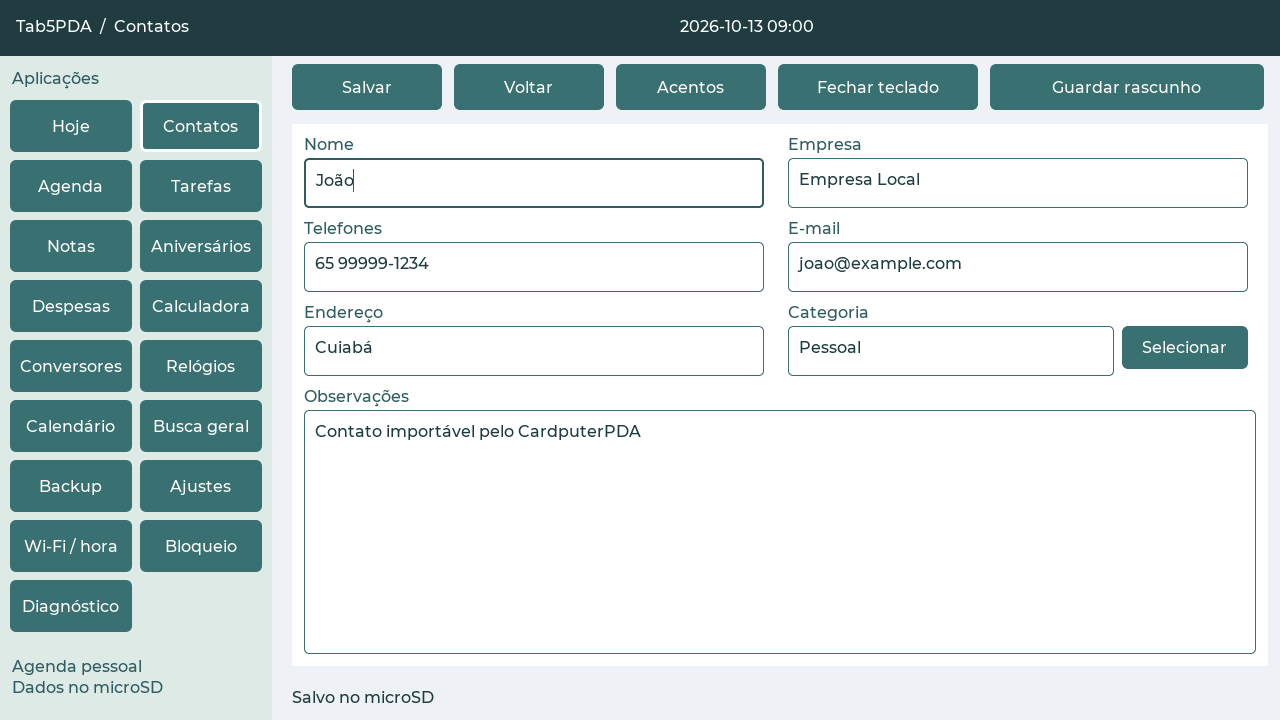 Tab5PDA / Contatos
2026-10-13 09:00
Aplicações
Hoje
Contatos
Agenda
Tarefas
Notas
Aniversários
Despesas
Calculadora
Conversores
Relógios
Calendário
Busca geral
Backup
Ajustes
Wi-Fi / hora
Bloqueio
Diagnóstico
Agenda pessoal
Dados no microSD
Salvar
Voltar
Acentos
Fechar teclado
Guardar rascunho
Nome
João
Empresa
Empresa Local
Telefones
65 99999-1234
E-mail
joao@example.com
Endereço
Cuiabá
Categoria
Pessoal
Selecionar
Observações
Contato importável pelo CardputerPDA
Salvo no microSD